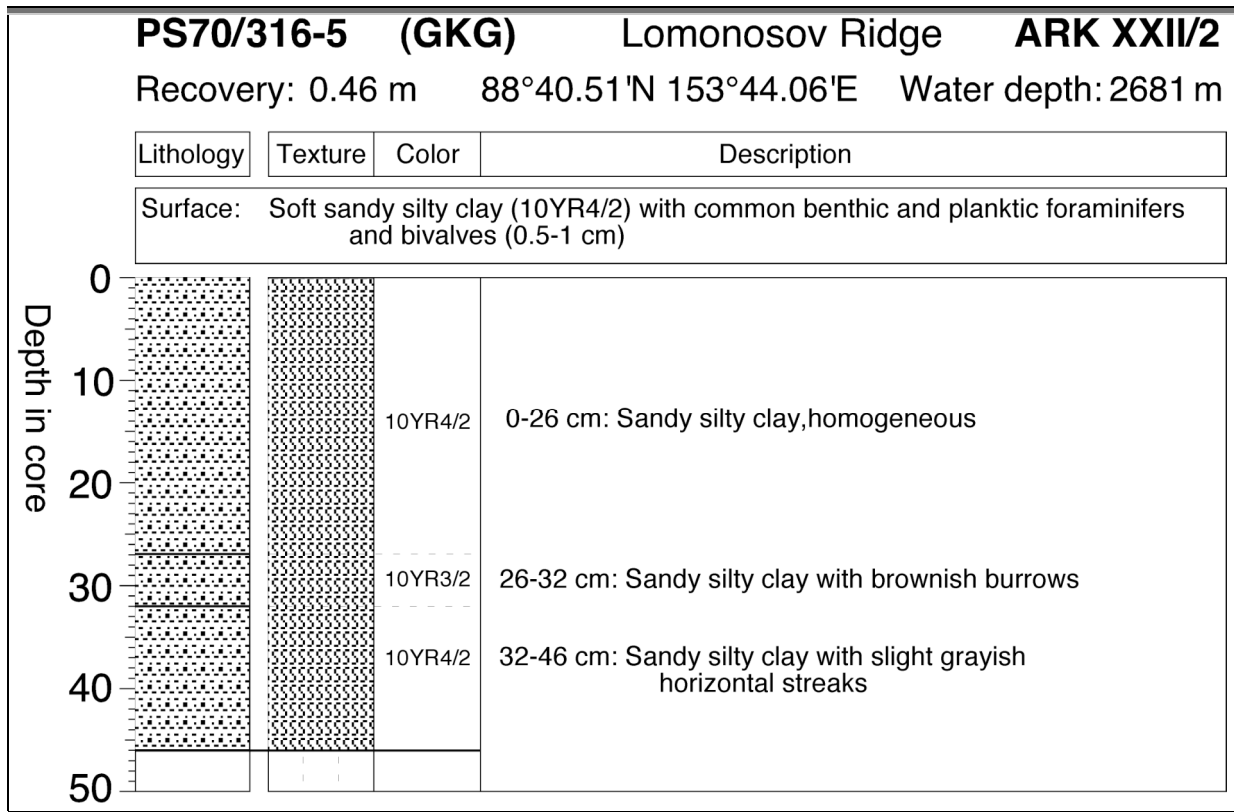 PS70/316-5 (GKG) Lomonosov Ridge ARK XXII/2
Recovery: 0.46 m 88°40.51'N 153°44.06'E Water depth: 2681 m
Lithology Texture Color Description
Surface: Soft sandy silty clay (10YR4/2) with common benthic and planktic foraminifers
and bivalves (0.5-1 cm)
Depth in core
0
10
10YR4/2 0-26 cm: Sandy silty clay,homogeneous
20
30 10YR3/2 26-32 cm: Sandy silty clay with brownish burrows
10YR4/2 32-46 cm: Sandy silty clay with slight grayish
horizontal streaks
40
50